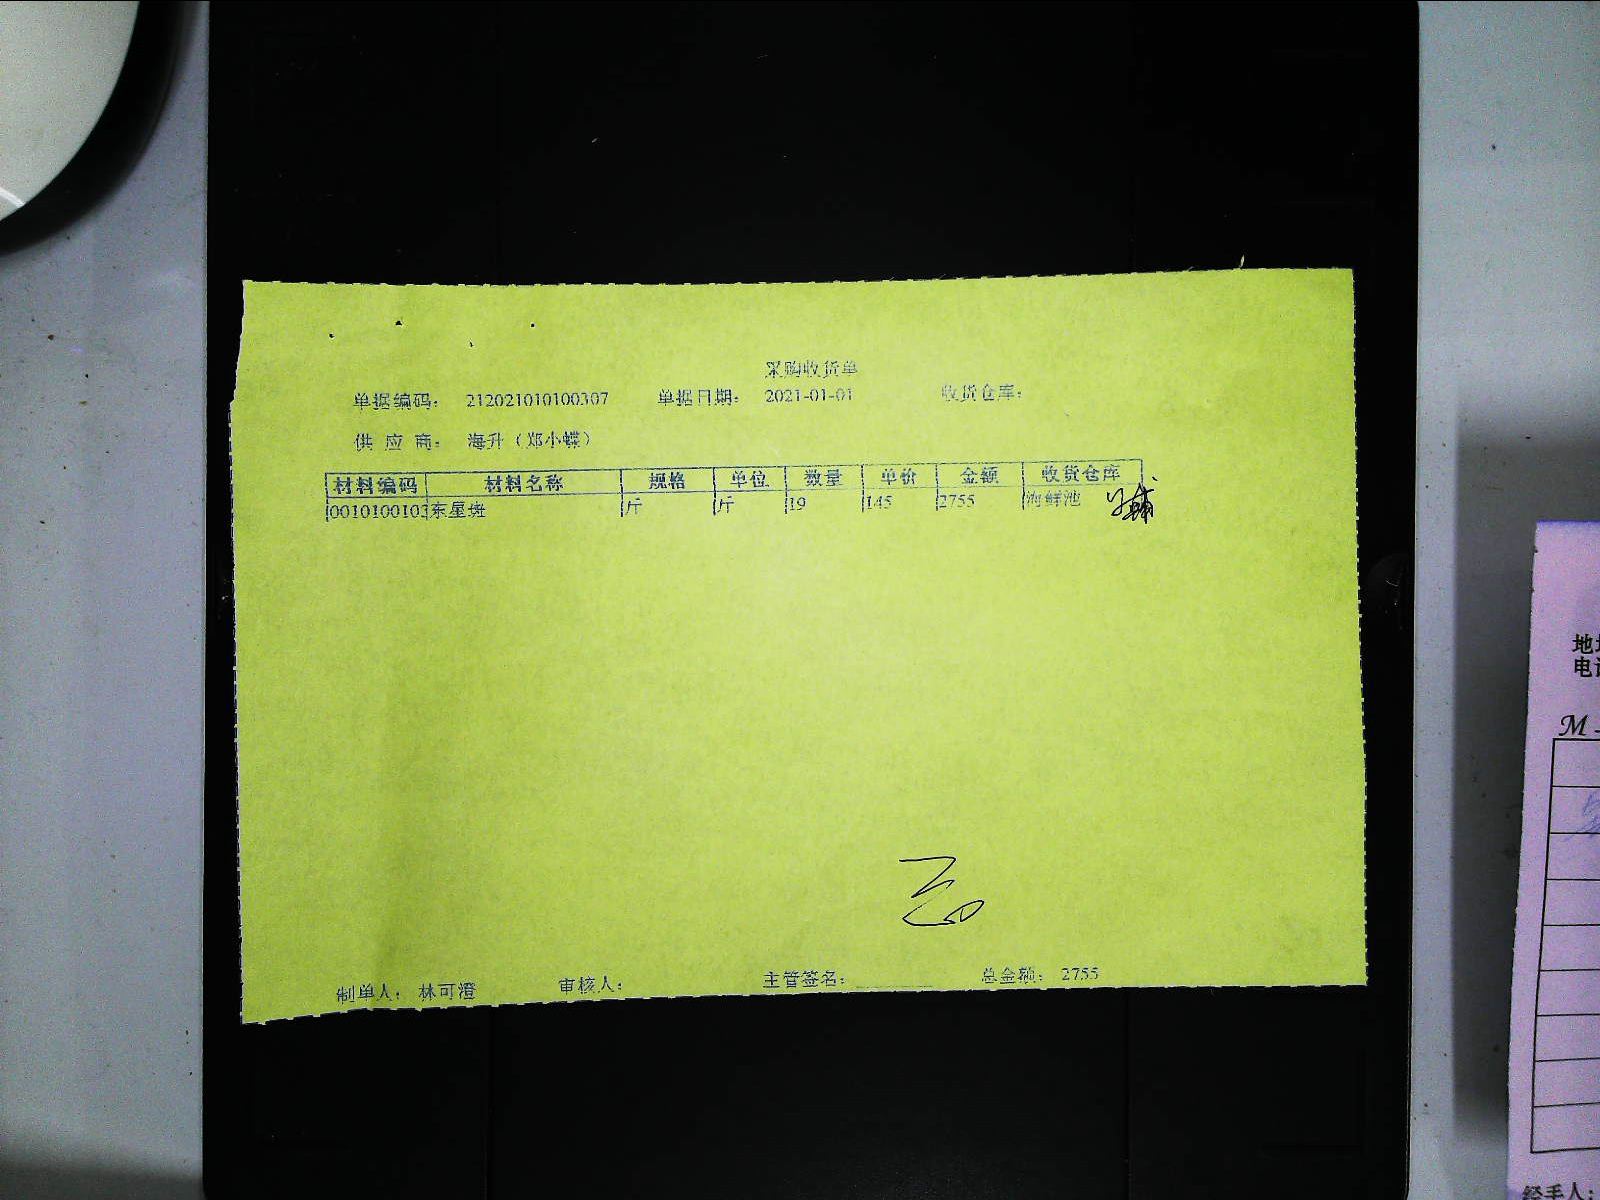 采购收货单
单据编码： 212021010100307 单据日期： 2021-01-01 收货仓库：
供 应 商： 海升（郑小蝶）
材料编码 材料名称 规格 单位 数量 单价 金额 收货仓库
0010100103 东星斑 斤 斤 19 145 2755 海鲜池
制单人： 林可澄 审核人： 主管签名： 总金额： 2755
地
电
M
经手人：